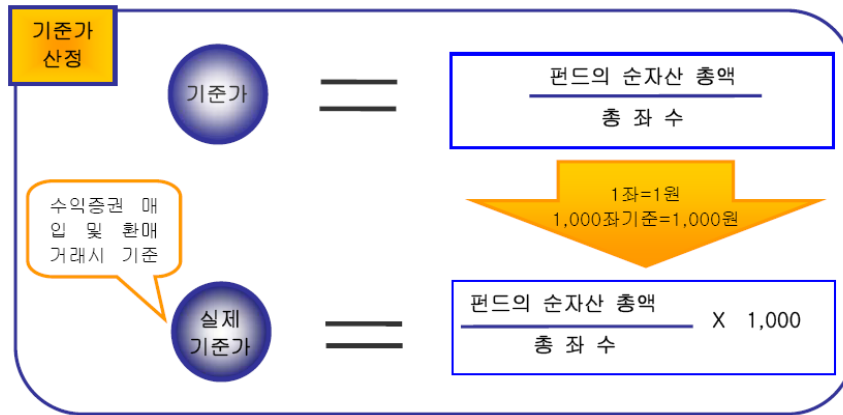 기준가
산정
기준가
펀드의 순자산 총액
총 좌 수
1좌=1원
1,000좌기준=1,000원
수익증권 매
입 및 환매
거래시 기준
실제
기준가
펀드의 순자산 총액
총 좌 수
X 1,000